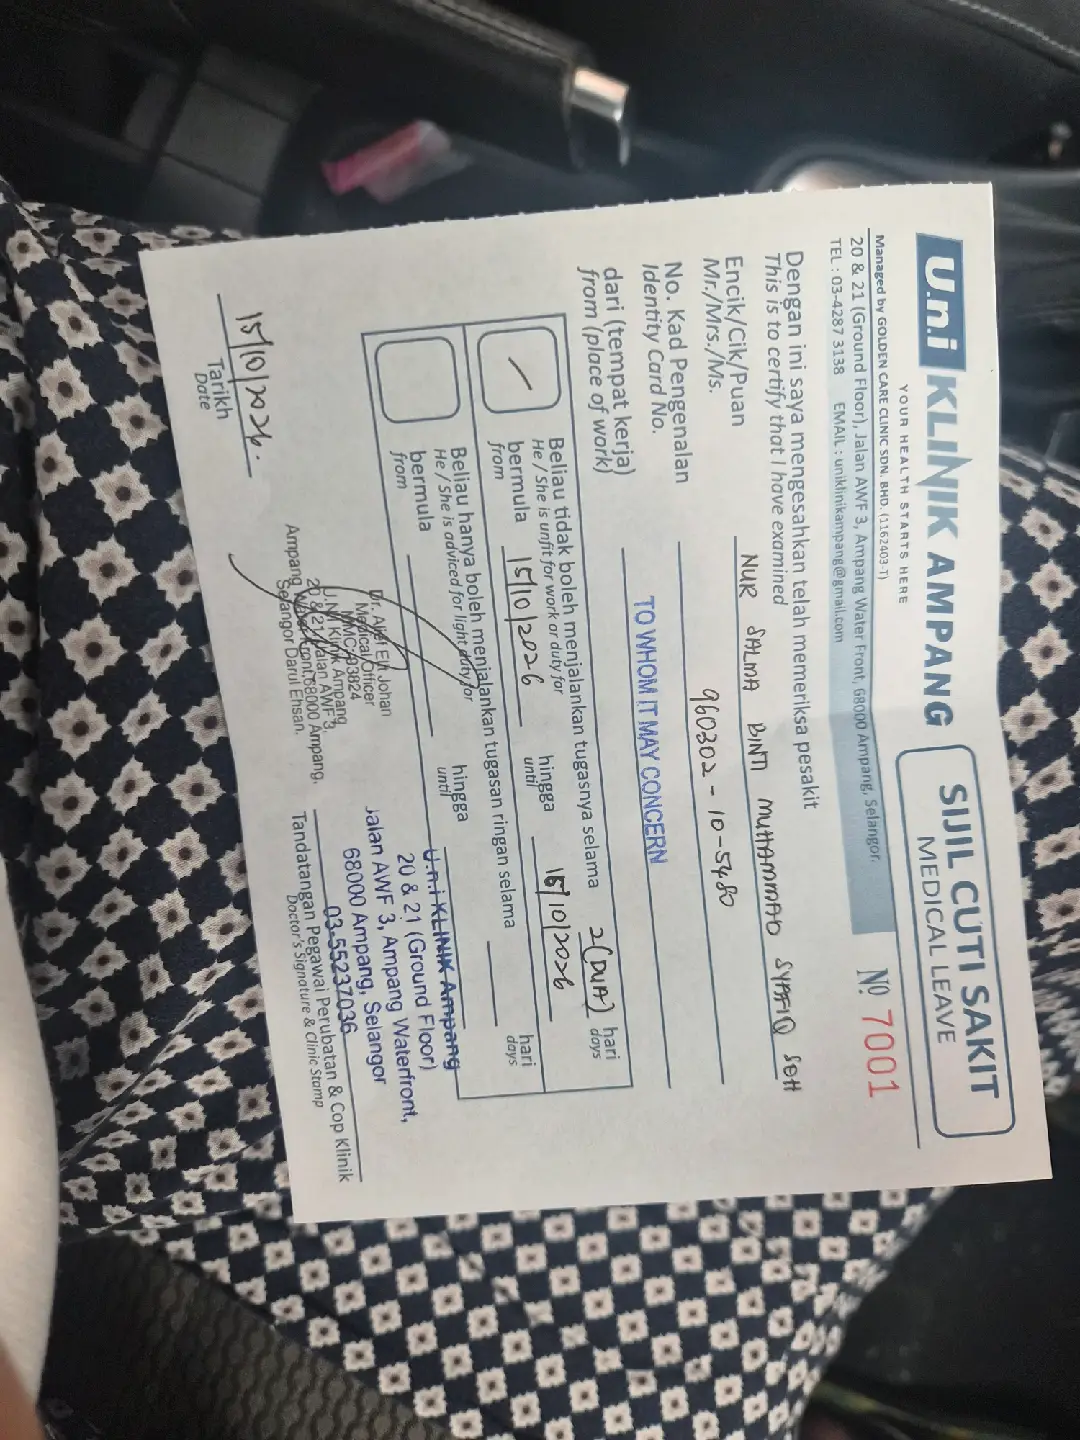 U.n.i KLINIK AMPANG
YOUR HEALTH STARTS HERE
Managed by GOLDEN CARE CLINIC SDN. BHD. (1162403-T)
20 & 21 (Ground Floor), Jalan AWF 3, Ampang Water Front, 68000 Ampang, Selangor.
TEL : 03-4287 3138 EMAIL : uniklinikampang@gmail.com
SIJIL CUTI SAKIT
MEDICAL LEAVE
Nº 7001
Dengan ini saya mengesahkan telah memeriksa pesakit
This is to certify that I have examined
Encik/Cik/Puan NUR SALMA BINTI MUHAMMAD SYAFIQ SOH
Mr./Mrs./Ms.
No. Kad Pengenalan 960302-10-5480
Identity Card No.
dari (tempat kerja) TO WHOM IT MAY CONCERN
from (place of work)
Beliau tidak boleh menjalankan tugasnya selama 2 (DUA) hari
He / She is unfit for work or duty for days
bermula 15/10/2026 hingga /10/2026
from until
Beliau hanya boleh menjalankan tugasan ringan selama hari
He / She is adviced for light duty for days
bermula hingga
from until
15/10/2026.
Tarikh
Date
Johan
Medical Officer
U.N.I Klinik Ampang
20 & 21 Jalan AWF 3,
Ampang Water Front, 68000 Ampang,
Selangor Darul Ehsan.
U.n.i KLINIK Ampang
20 & 21 (Ground Floor)
Jalan AWF 3, Ampang Waterfront,
68000 Ampang, Selangor
03-55237036
Tandatangan Pegawai Perubatan & Cop Klinik
Doctor's Signature & Clinic Stamp